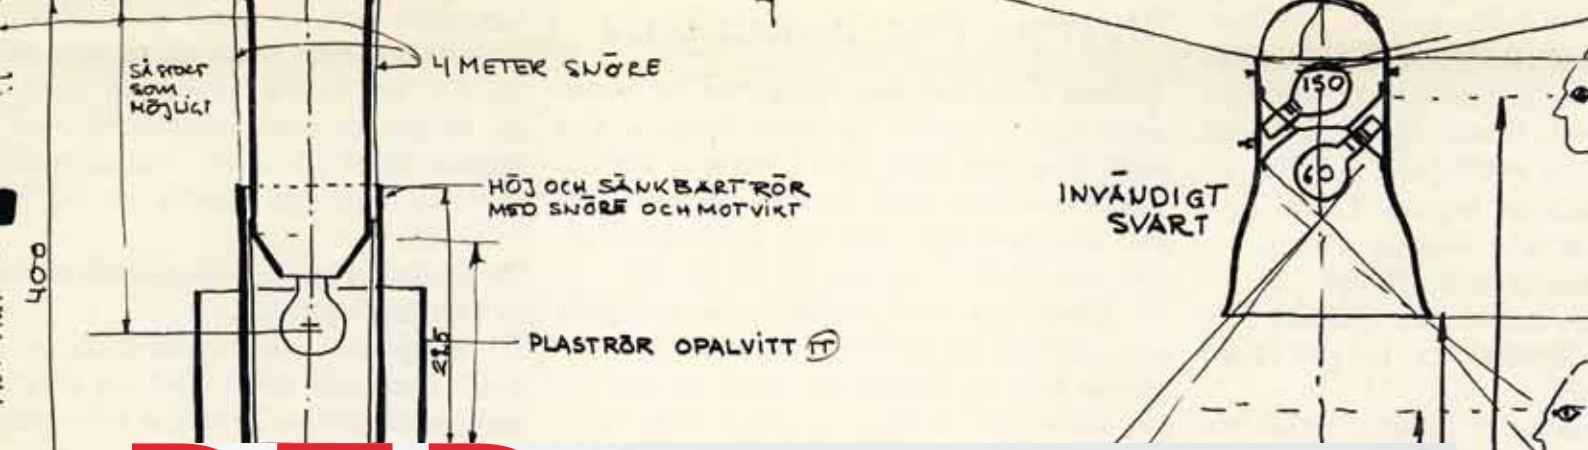 SÅ STORT
SOM
MÖJLIGT
4 METER SNÖRE
HÖJ OCH SÄNKBART RÖR
MED SNÖRE OCH MOTVIKT
400
225
PLASTRÖR OPALVITT
150
60
INVÄNDIGT
SVART